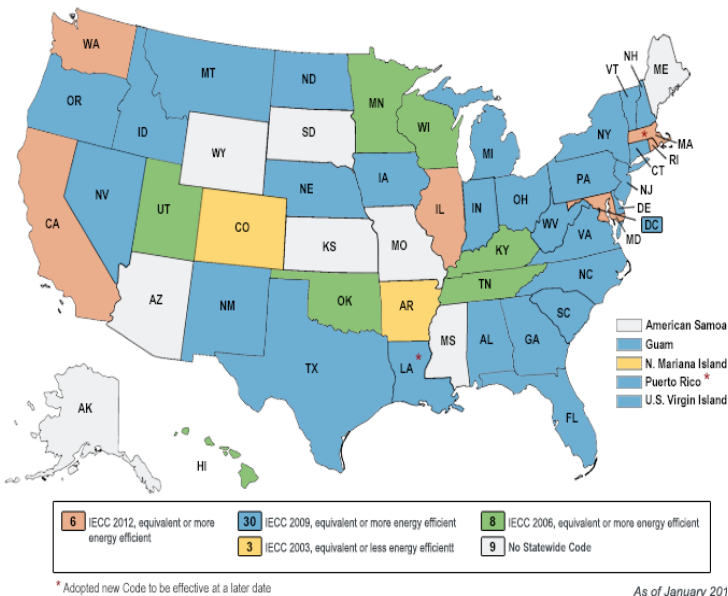 WA
MT
ND
MN
VT
NH
ME
OR
ID
SD
WI
MI
NY
MA
RI
CT
WY
NE
IA
PA
NJ
NV
UT
CO
IL
IN
OH
WV
VA
DE
DC
MD
CA
KS
MO
KY
NC
TN
AZ
NM
OK
AR
SC
MS
AL
GA
TX
LA *
FL
*
American Samoa
Guam
N. Mariana Island
Puerto Rico *
U.S. Virgin Island
AK
HI
6 IECC 2012, equivalent or more
energy efficient
30 IECC 2009, equivalent or more energy efficient
3 IECC 2003, equivalent or less energy efficientt
8 IECC 2006, equivalent or more energy efficient
9 No Statewide Code
* Adopted new Code to be effective at a later date
As of January 201